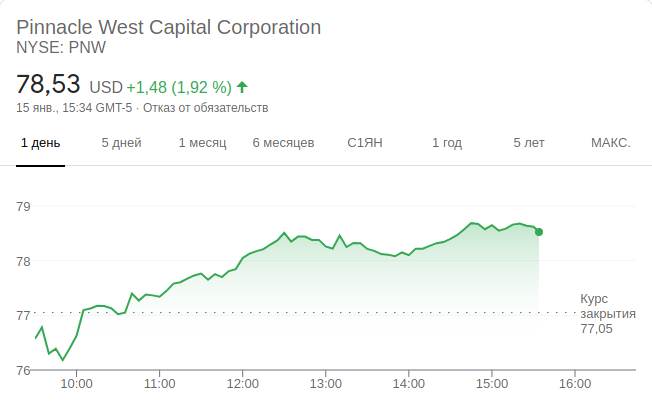 Pinnacle West Capital Corporation
NYSE: PNW
78,53 USD +1,48 (1,92 %)
15 янв., 15:34 GMT-5 · Отказ от обязательств
1 день 5 дней 1 месяц 6 месяцев С1ЯН 1 год 5 лет МАКС.
79
78
77
76
Курс
закрытия
77,05
10:00 11:00 12:00 13:00 14:00 15:00 16:00